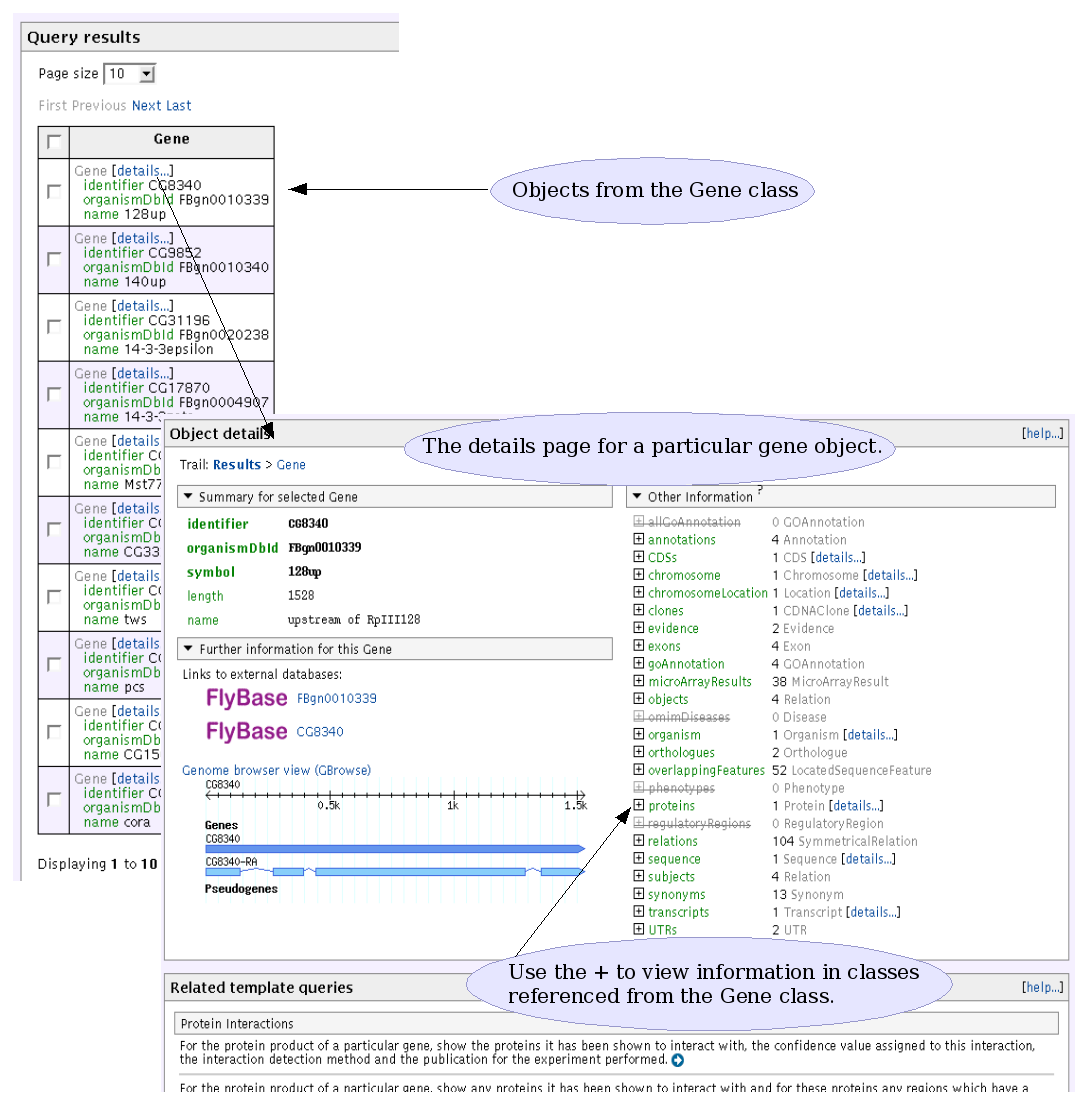 Query results
Page size 10
First Previous Next Last
Gene
Gene [details...]
identifier CG8340
organismDbId FBgn0010339
name 128up
Gene [details...]
identifier CG9852
organismDbId FBgn0010340
name 140up
Gene [details...]
identifier CG31196
organismDbId FBgn0020238
name 14-3-3epsilon
Gene [details...]
identifier CG17870
organismDbId FBgn0004907
name 14-3-3
Gene [details
identifier
organismDb
name Mst77
Gene [details
identifier
organismDb
name CG33
Gene [details
identifier
organismDb
name tws
Gene [details
identifier
organismDb
name pcs
Gene [details
identifier
organismDb
name CG15
Gene [details
identifier
organismDb
name cora
Displaying 1 to 10
Objects from the Gene class
The details page for a particular gene object.
Object details
[help...]
Trail: Results > Gene
Summary for selected Gene
identifier CG8340
organismDbId FBgn0010339
symbol 128up
length 1528
name upstream of RpIII128
Further information for this Gene
Links to external databases:
FlyBase FBgn0010339
FlyBase CG8340
Genome browser view (GBrowse)
CG8340
0.5k 1k 1.5k
Genes
CG8340
CG8340-RA
Pseudogenes
Other Information ?
allGoAnnotation 0 GOAnnotation
annotations 4 Annotation
CDSs 1 CDS [details...]
chromosome 1 Chromosome [details...]
chromosomeLocation 1 Location [details...]
clones 1 CDNAClone [details...]
evidence 2 Evidence
exons 4 Exon
goAnnotation 4 GOAnnotation
microArrayResults 38 MicroArrayResult
objects 4 Relation
omimDiseases 0 Disease
organism 1 Organism [details...]
orthologues 2 Orthologue
overlappingFeatures 52 LocatedSequenceFeature
phenotypes 0 Phenotype
proteins 1 Protein [details...]
regulatoryRegions 0 RegulatoryRegion
relations 104 SymmetricalRelation
sequence 1 Sequence [details...]
subjects 4 Relation
synonyms 13 Synonym
transcripts 1 Transcript [details...]
UTRs 2 UTR
Use the + to view information in classes
referenced from the Gene class.
Related template queries
[help...]
Protein Interactions
For the protein product of a particular gene, show the proteins it has been shown to interact with, the confidence value assigned to this interaction,
the interaction detection method and the publication for the experiment performed.
For the protein product of a particular gene, show any proteins it has been shown to interact with and for these proteins any regions which have a